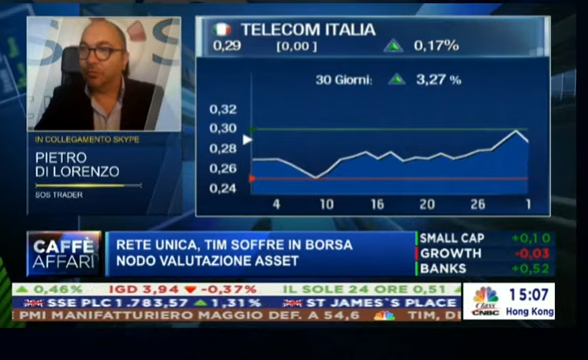 TELECOM ITALIA
0,29 [0,00] 0,17%
30 Giorni: 3,27 %
0,32
0,30
0,28
0,26
0,24
4 10 16 20 26 1
IN COLLEGAMENTO SKYPE
PIETRO
DI LORENZO
SOS TRADER
CAFFÈ
AFFARI
RETE UNICA, TIM SOFFRE IN BORSA
NODO VALUTAZIONE ASSET
SMALL CAP +0,10
GROWTH -0,03
BANKS +0,52
0,46% IGD 3,94 -0,37% IL SOLE 24 ORE 0,51
SSE PLC 1.783,57 1,31% ST JAMES`S PLACE
PMI MANIFATTURIERO MAGGIO DEF. A 54,6 TIM, D
Class
CNBC
15:07
Hong Kong